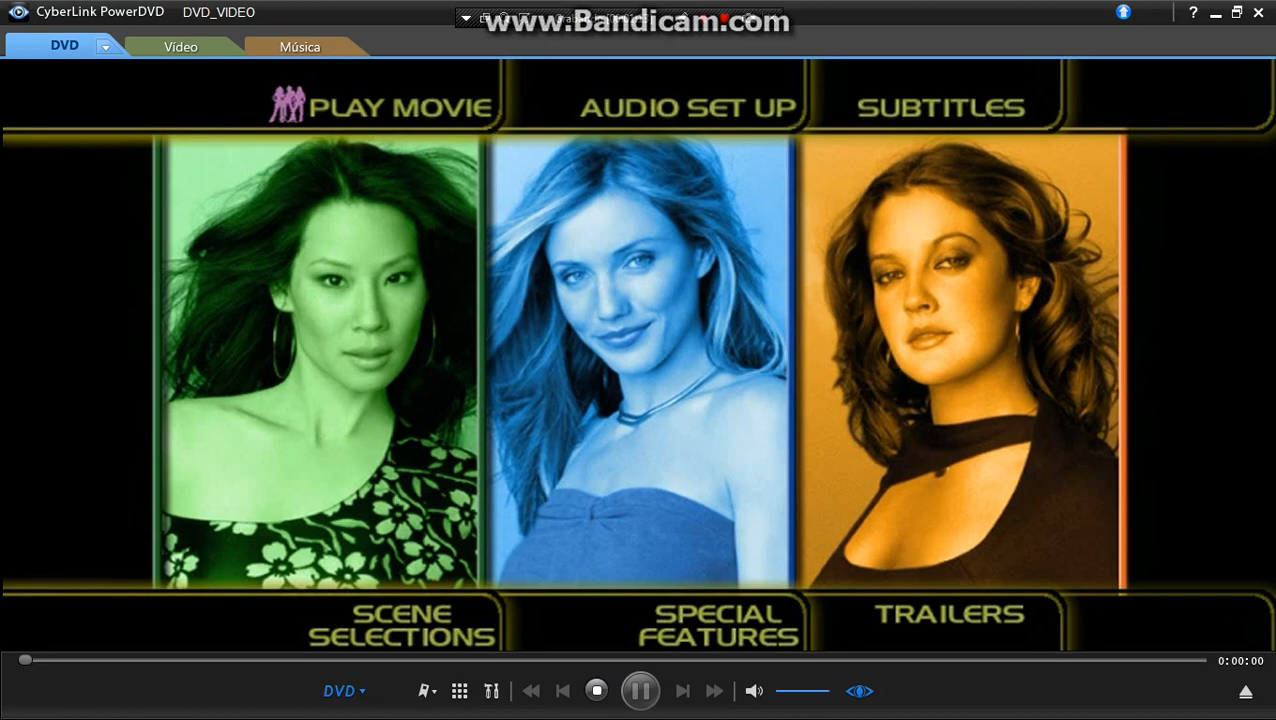 CyberLink PowerDVD DVD_VIDEO
www.Bandicam.com
?
DVD Vídeo Música
PLAY MOVIE AUDIO SET UP SUBTITLES
SCENE SELECTIONS
SPECIAL FEATURES
TRAILERS
0:00:00
DVD